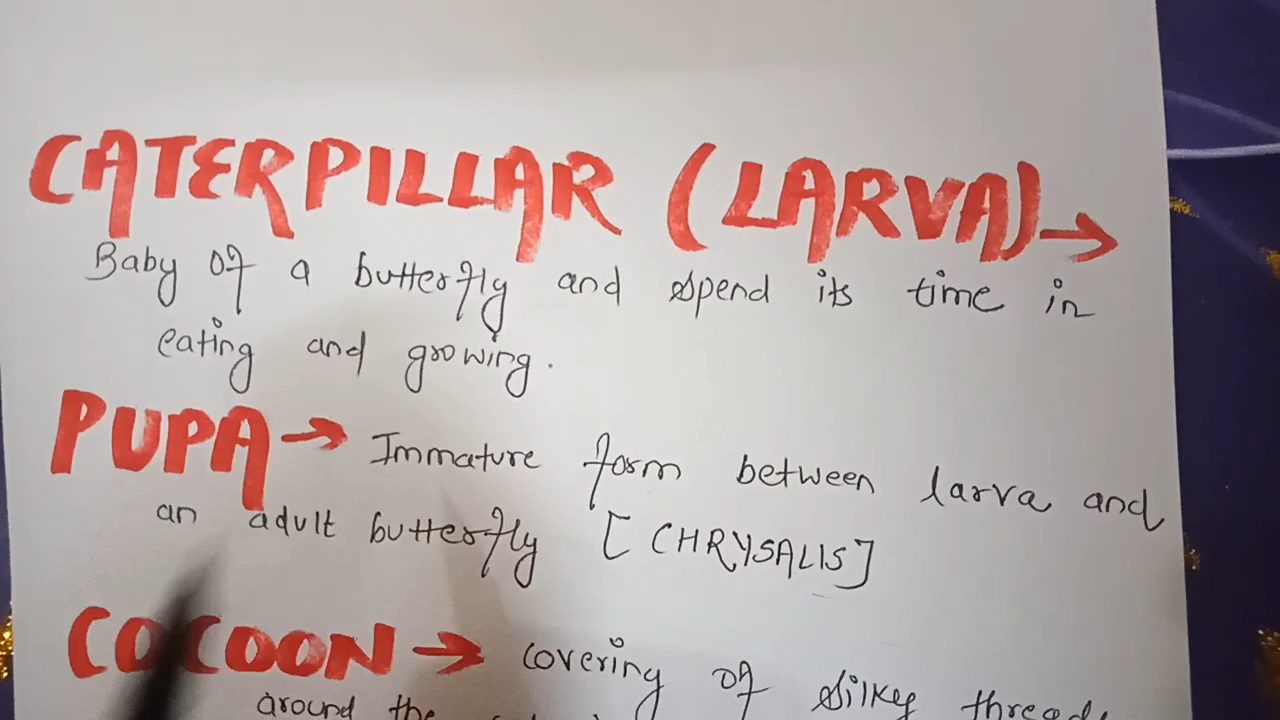 CATERPILLAR (LARVA)→
Baby of a butterfly and spend its time in
eating and growing.
PUPA→ Immature form between larva and
an adult butterfly [CHRYSALIS]
COCOON→ covering of silky threads
around the